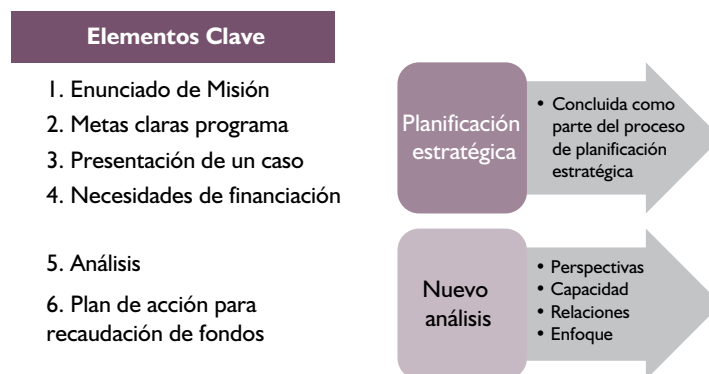 Elementos Clave
1. Enunciado de Misión
2. Metas claras programa
3. Presentación de un caso
4. Necesidades de financiación
5. Análisis
6. Plan de acción para
recaudación de fondos
Planificación
estratégica
• Concluida como
parte del proceso
de planificación
estratégica
Nuevo
análisis
• Perspectivas
• Capacidad
• Relaciones
• Enfoque